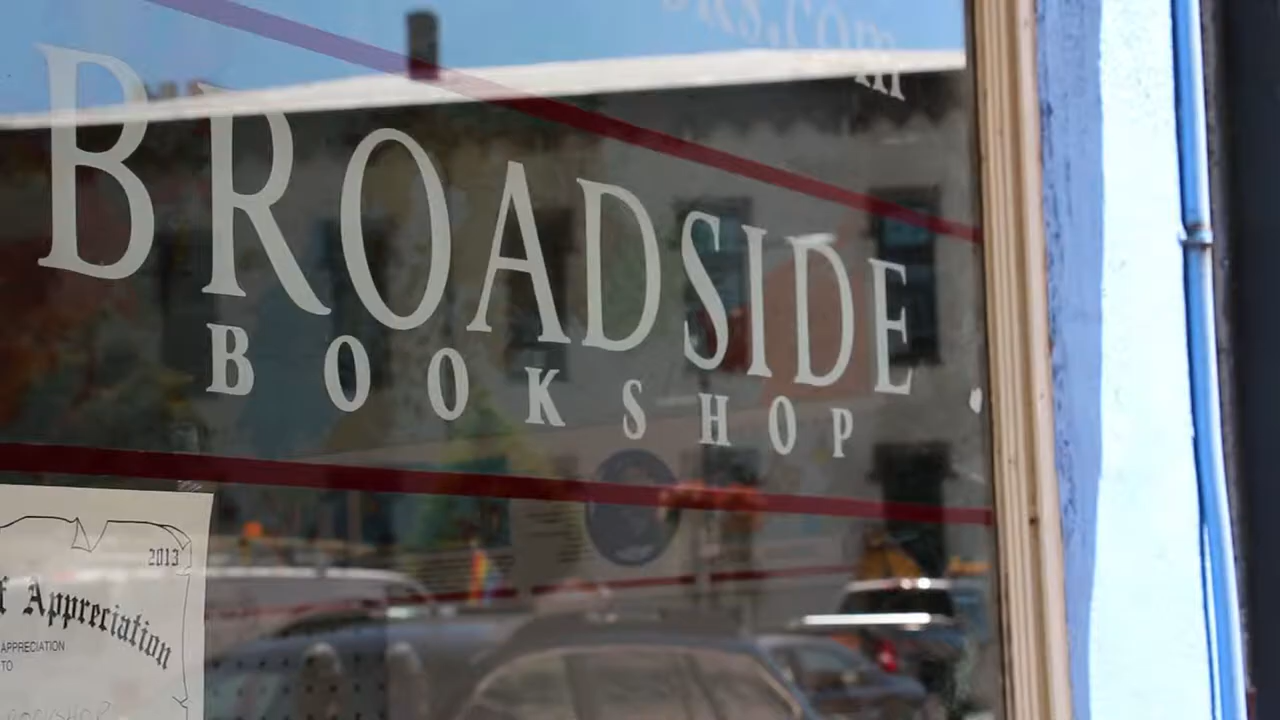 BROADSIDE
BOOKSHOP
2013
Appreciation
APPRECIATION
TO